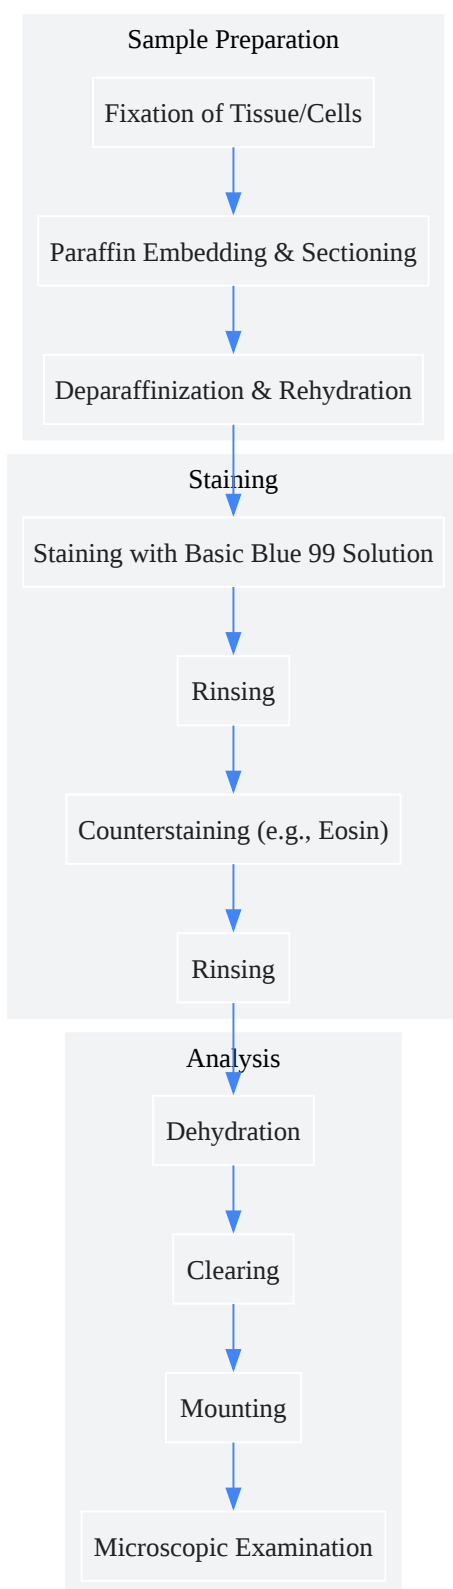 Sample Preparation
Fixation of Tissue/Cells
Paraffin Embedding & Sectioning
Deparaffinization & Rehydration
Staining
Staining with Basic Blue 99 Solution
Rinsing
Counterstaining (e.g., Eosin)
Rinsing
Analysis
Dehydration
Clearing
Mounting
Microscopic Examination